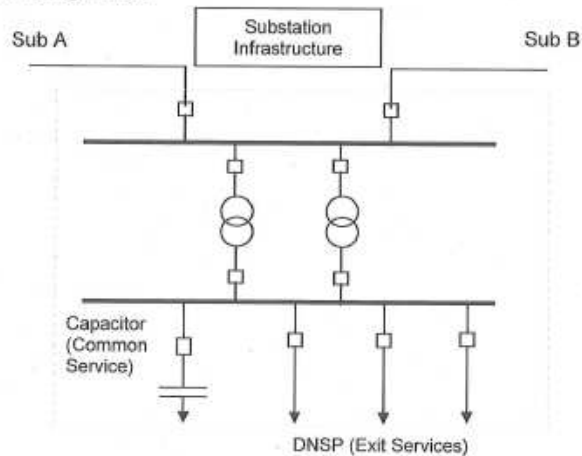 Substation
Infrastructure
Sub A
Sub B
Capacitor
(Common
Service)
DNSP (Exit Services)